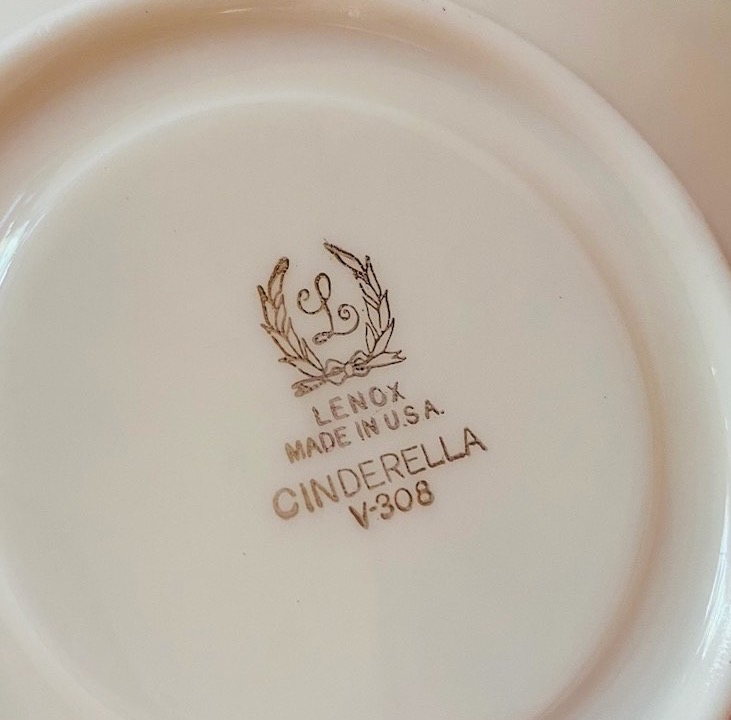 L
LENOX
MADE IN U.S.A.
CINDERELLA
V-308